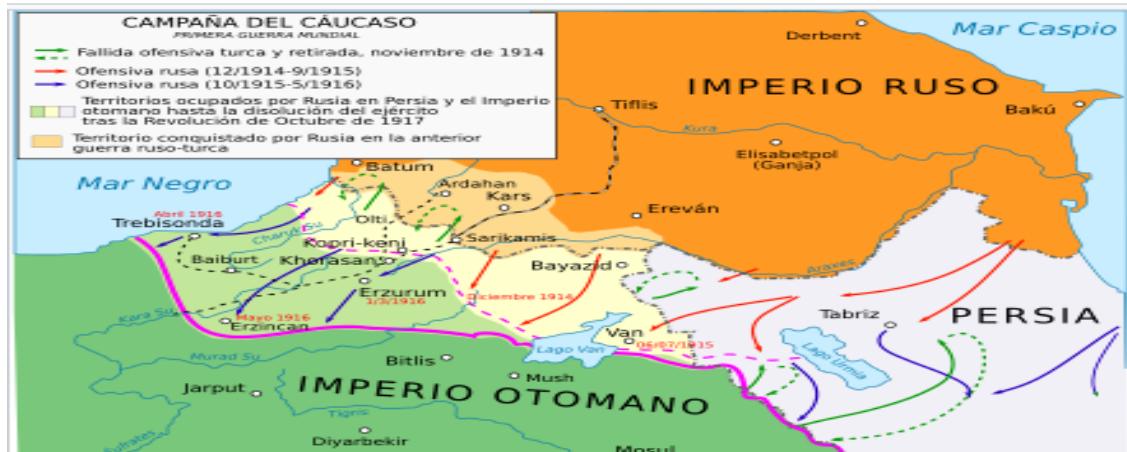 CAMPAÑA DEL CÁUCASO
PRIMERA GUERRA MUNDIAL
Fallida ofensiva turca y retirada, noviembre de 1914
Ofensiva rusa (12/1914-9/1915)
Ofensiva rusa (10/1915-5/1916)
Territorios ocupados por Rusia en Persia y el Imperio
otomano hasta la disolución del ejército
tras la Revolución de Octubre de 1917
Territorio conquistado por Rusia en la anterior
guerra ruso-turca
Mar Caspio
Derbent
IMPERIO RUSO
Tiflis
Bakú
Kura
Elisabetpol
(Ganja)
Batum
Mar Negro
Ardahan
Kars
Ereván
Abril 1916
Trebisonda
Olti
Charudi Su
Sarikamis
Kopri-keni
Baiburt
Khorasan
Bayazid
Araxes
Erzurum
1/3/1916
Diciembre 1914
Kara Su
Mayo 1916
Erzincan
Tabriz
PERSIA
Van
06/07/1915
Lago Van
Lago Urmia
Murad Su
Bitlis
Mush
Jarput
IMPERIO OTOMANO
Tigris
Diyarbekir
Mosul